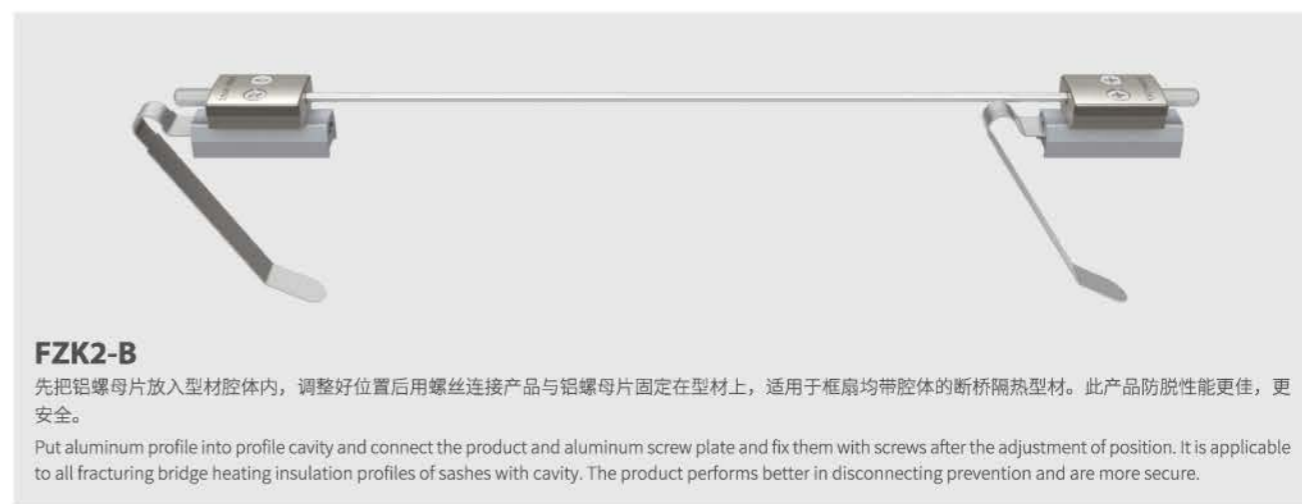 FZK2-B
先把铝螺母片放入型材腔体内，调整好位置后用螺丝连接产品与铝螺母片固定在型材上，适用于框扇均带腔体的断桥隔热型材。此产品防脱性能更佳，更
安全。
Put aluminum profile into profile cavity and connect the product and aluminum screw plate and fix them with screws after the adjustment of position. It is applicable
to all fracturing bridge heating insulation profiles of sashes with cavity. The product performs better in disconnecting prevention and are more secure.